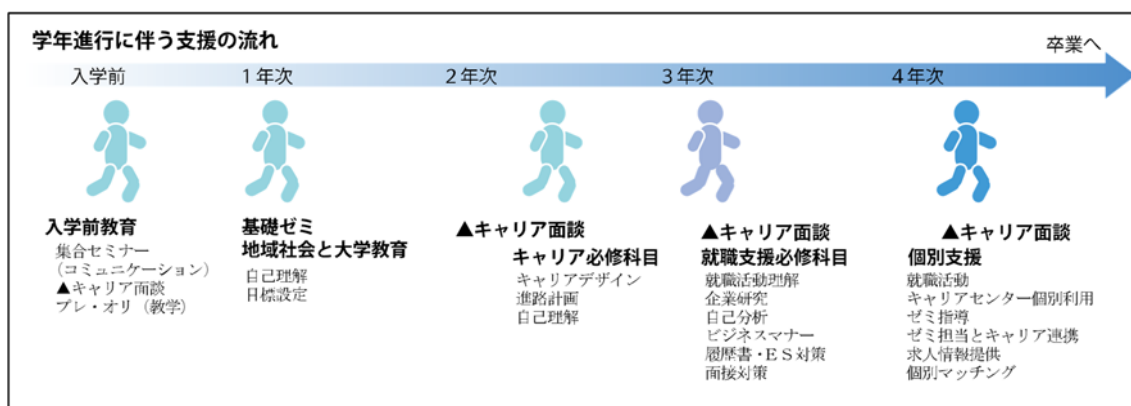 学年進行に伴う支援の流れ
卒業へ
入学前
1年次
2年次
3年次
4年次
入学前教育
集合セミナー
（コミュニケーション）
▲キャリア面談
プレ・オリ（教学）
基礎ゼミ
地域社会と大学教育
自己理解
目標設定
▲キャリア面談
キャリア必修科目
キャリアデザイン
進路計画
自己理解
▲キャリア面談
就職支援必修科目
就職活動理解
企業研究
自己分析
ビジネスマナー
履歴書・ＥＳ対策
面接対策
▲キャリア面談
個別支援
就職活動
キャリアセンター個別利用
ゼミ指導
ゼミ担当とキャリア連携
求人情報提供
個別マッチング